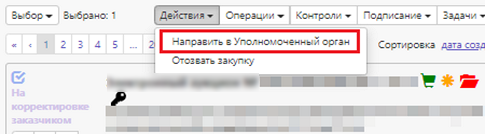 Выбор Выбрано: 1 Действия Операции Контроли Подписание Задачи
« ‹ 1 2 3 4 5 ... 2 Направить в Уполномоченный орган Сортировка дата созд
Отозвать закупку
На
корректировке
заказчиком